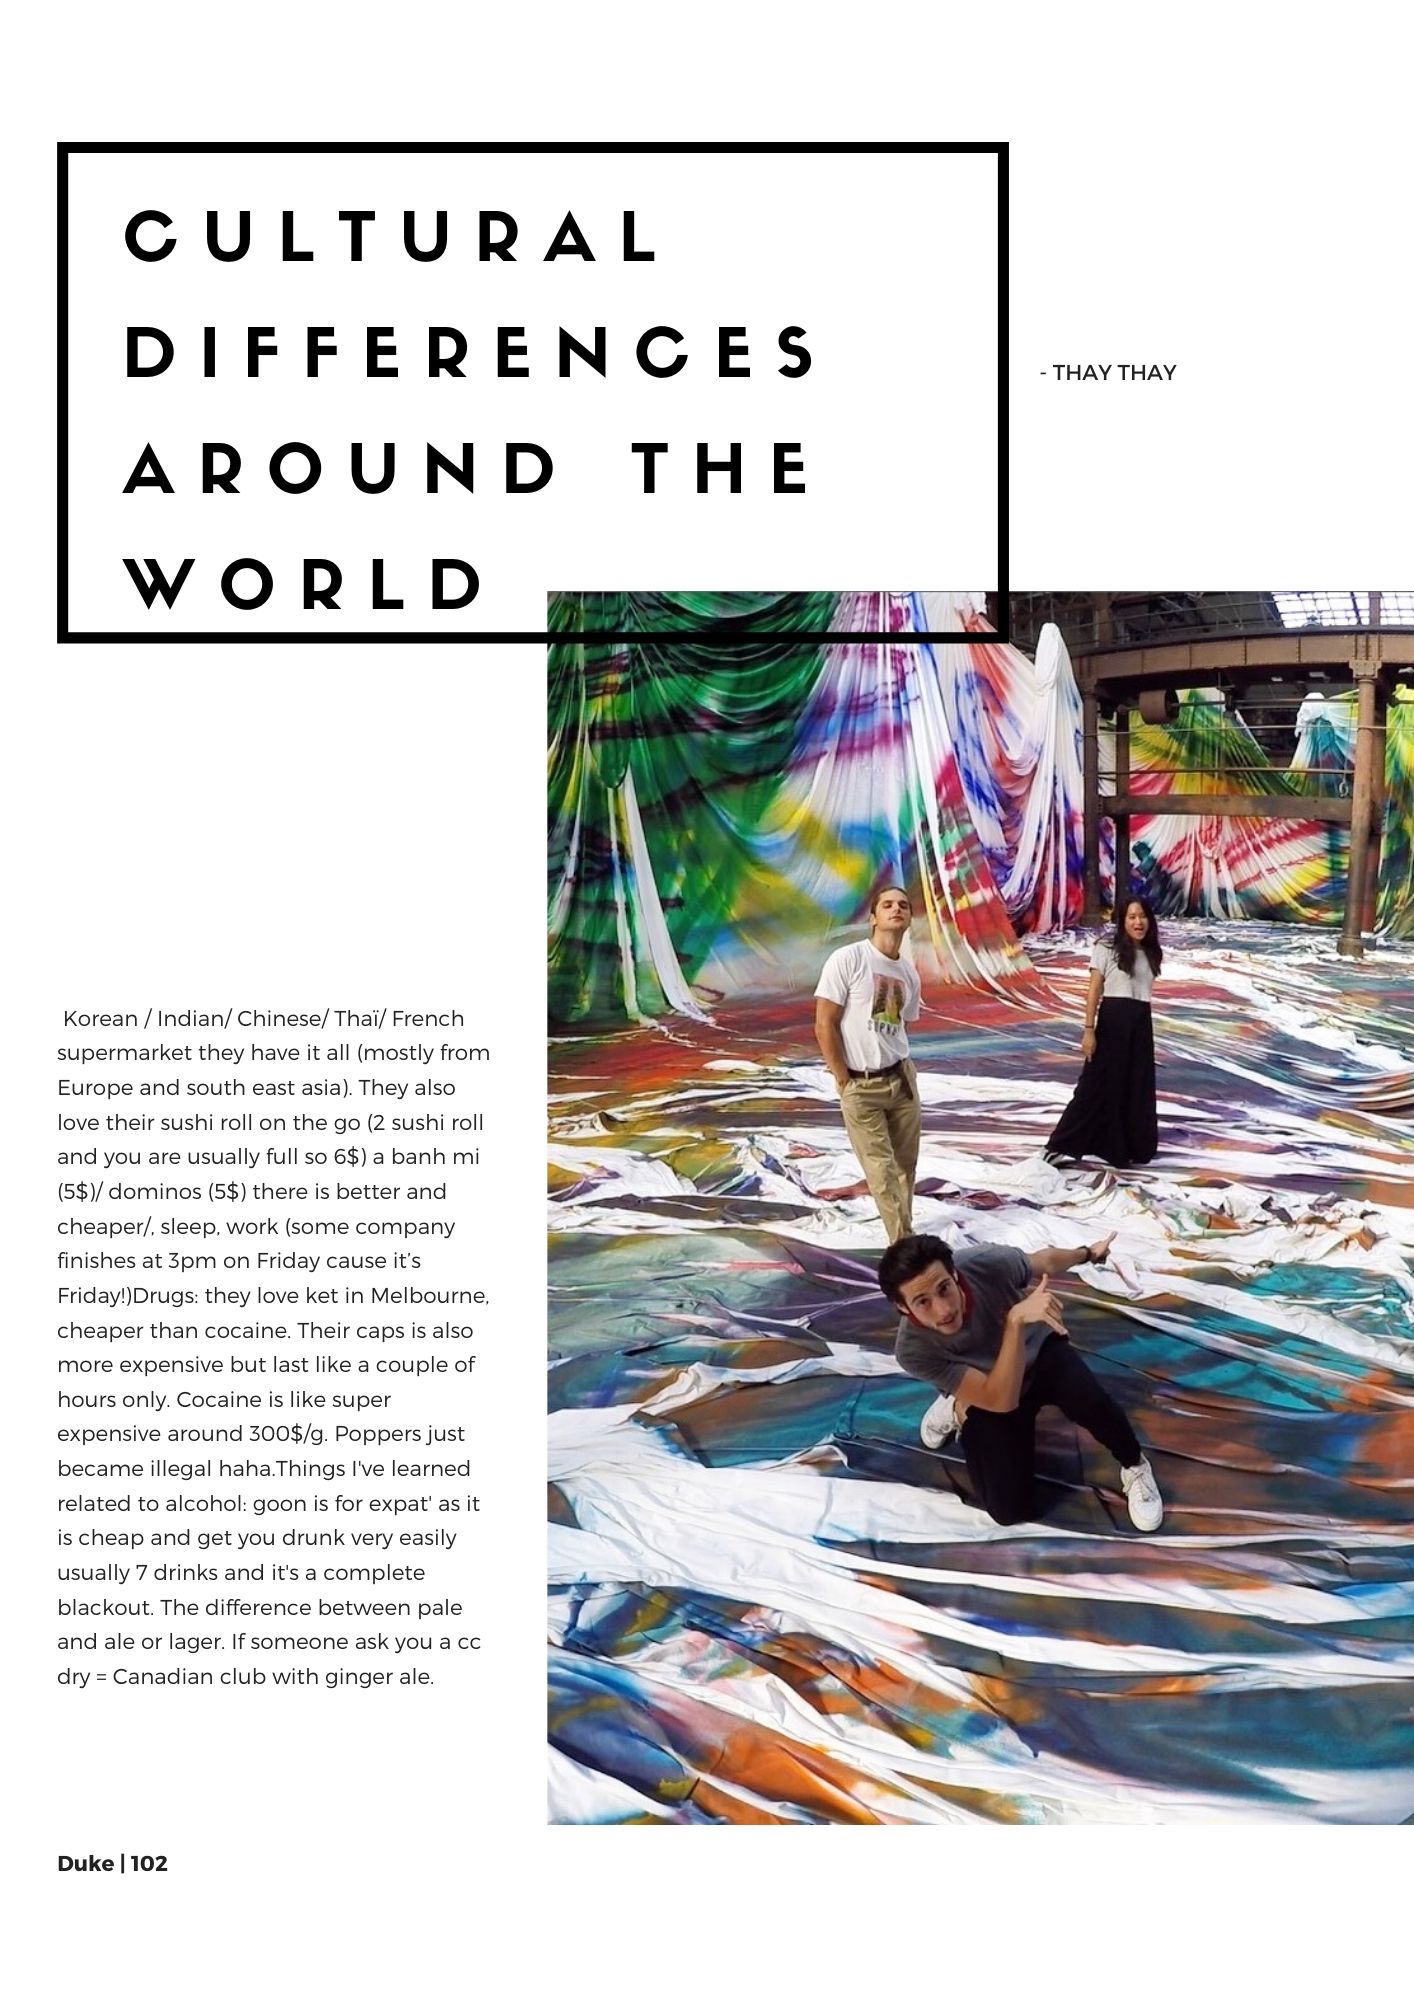 CULTURAL
DIFFERENCES
AROUND THE
WORLD
- THAY THAY
Korean / Indian/ Chinese/ Thaï/ French
supermarket they have it all (mostly from
Europe and south east asia). They also
love their sushi roll on the go (2 sushi roll
and you are usually full so 6$) a banh mi
(5$)/ dominos (5$) there is better and
cheaper/, sleep, work (some company
finishes at 3pm on Friday cause it’s
Friday!)Drugs: they love ket in Melbourne,
cheaper than cocaine. Their caps is also
more expensive but last like a couple of
hours only. Cocaine is like super
expensive around 300$/g. Poppers just
became illegal haha.Things I've learned
related to alcohol: goon is for expat' as it
is cheap and get you drunk very easily
usually 7 drinks and it's a complete
blackout. The difference between pale
and ale or lager. If someone ask you a cc
dry = Canadian club with ginger ale.
Duke | 102